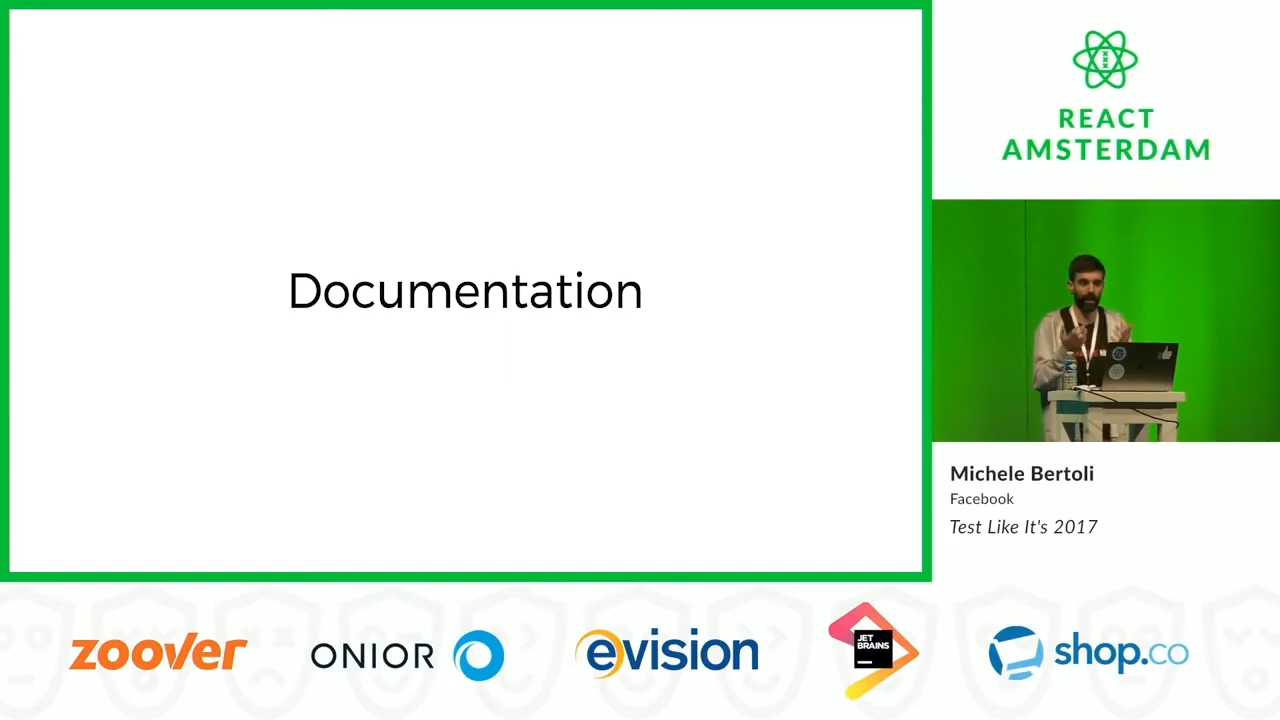 Documentation
REACT
AMSTERDAM
Michele Bertoli
Facebook
Test Like It's 2017
zoover
ONIOR
evision
JET
BRAINS
shop.co